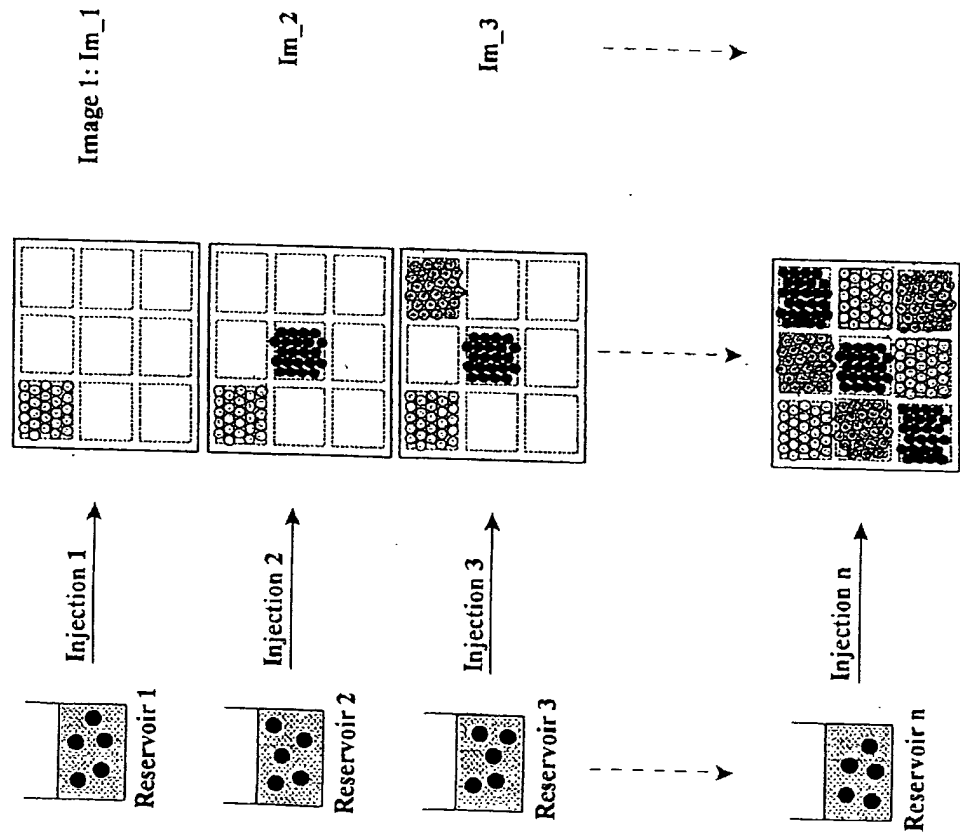 Reservoir 1
Injection 1
Image 1: Im_1
Reservoir 2
Injection 2
Im_2
Reservoir 3
Injection 3
Im_3
Reservoir n
Injection n